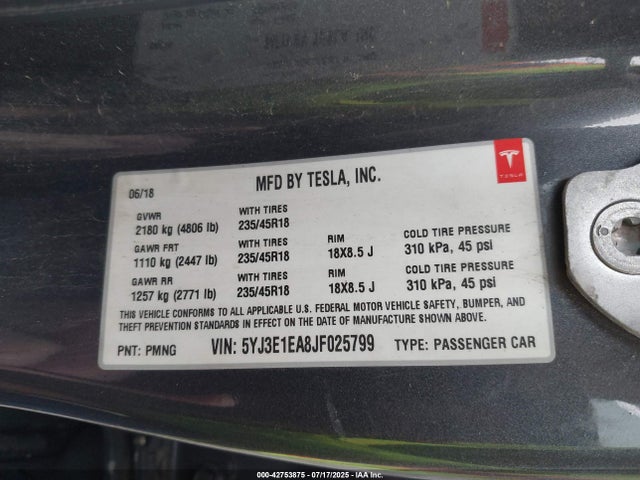 MFD BY TESLA, INC.
TESLA
06/18
GVWR WITH TIRES
2180 kg (4806 lb) 235/45R18
GAWR FRT WITH TIRES RIM COLD TIRE PRESSURE
1110 kg (2447 lb) 235/45R18 18X8.5 J 310 kPa, 45 psi
GAWR RR WITH TIRES RIM COLD TIRE PRESSURE
1257 kg (2771 lb) 235/45R18 18X8.5 J 310 kPa, 45 psi
THIS VEHICLE CONFORMS TO ALL APPLICABLE U.S. FEDERAL MOTOR VEHICLE SAFETY, BUMPER, AND
THEFT PREVENTION STANDARDS IN EFFECT ON THE DATE OF MANUFACTURE SHOWN ABOVE.
PNT: PMNG VIN: 5YJ3E1EA8JF025799 TYPE: PASSENGER CAR
000-42753875 - 07/17/2025 - IAA Inc.